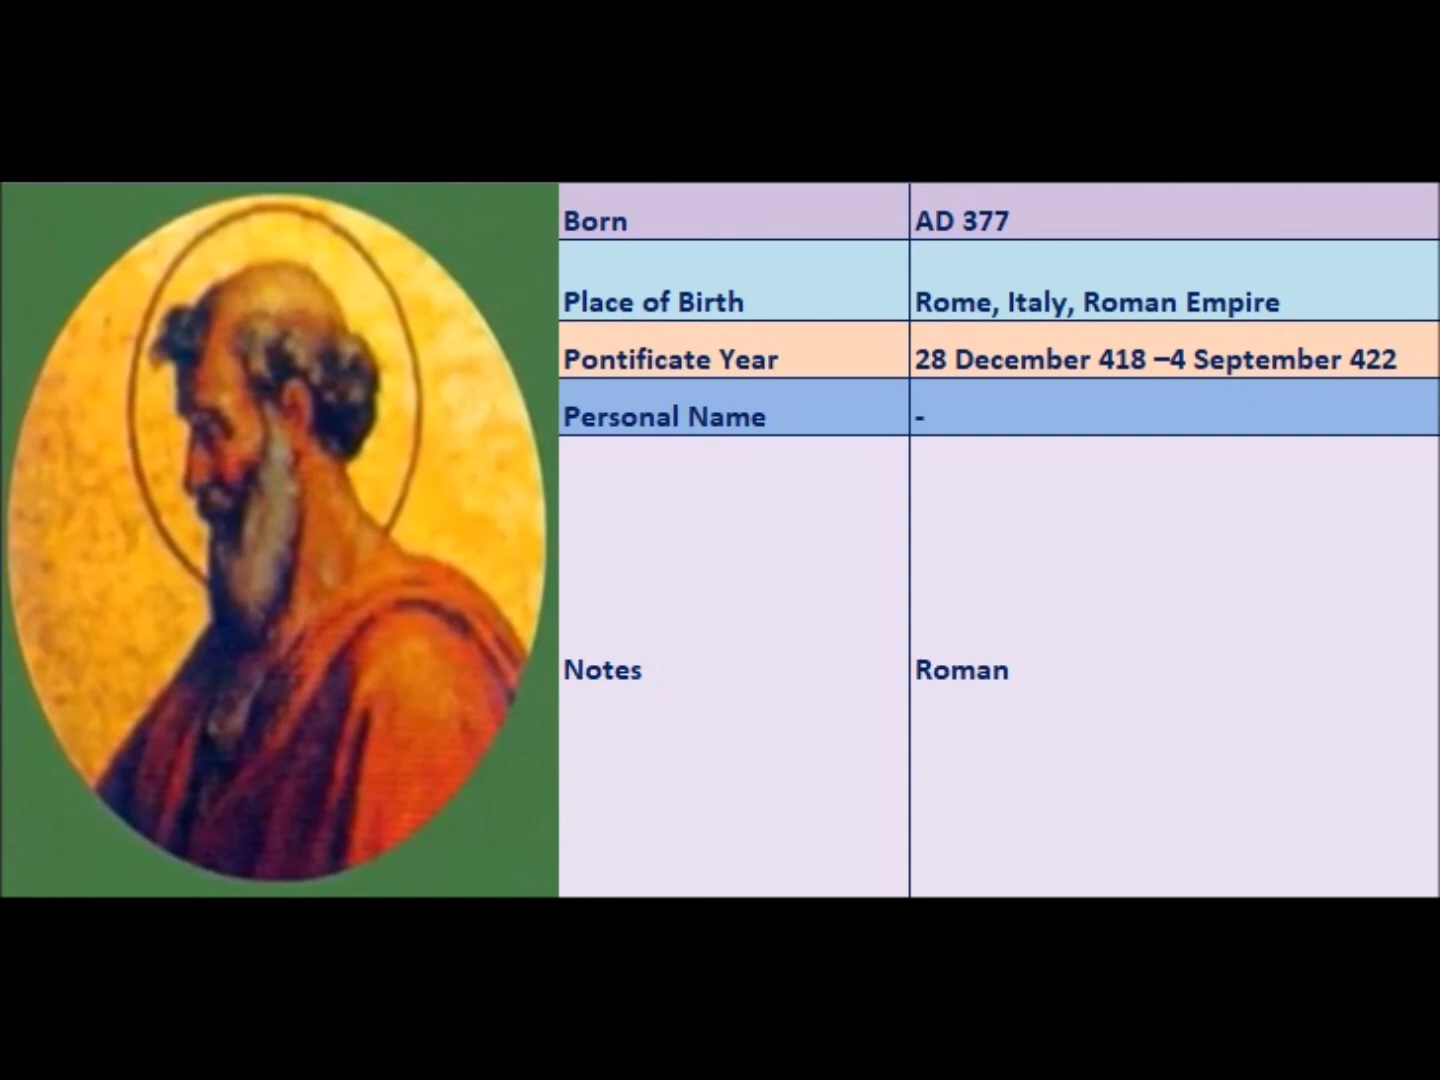 Born AD 377
Place of Birth Rome, Italy, Roman Empire
Pontificate Year 28 December 418 –4 September 422
Personal Name -
Notes Roman